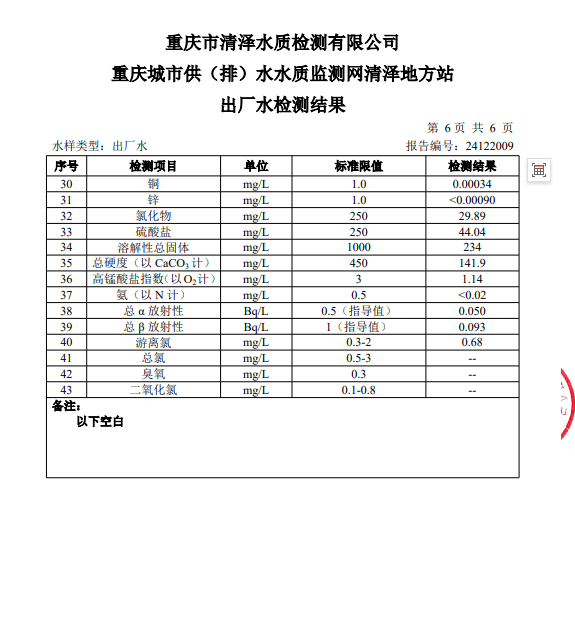 重庆市清泽水质检测有限公司
重庆城市供（排）水水质监测网清泽地方站
出厂水检测结果
第 6 页 共 6 页
水样类型：出厂水 报告编号：24122009
序号 检测项目 单位 标准限值 检测结果
30 铜 mg/L 1.0 0.00034
31 锌 mg/L 1.0 <0.00090
32 氯化物 mg/L 250 29.89
33 硫酸盐 mg/L 250 44.04
34 溶解性总固体 mg/L 1000 234
35 总硬度（以 CaCO₃ 计） mg/L 450 141.9
36 高锰酸盐指数（以 O₂ 计） mg/L 3 1.14
37 氨（以 N 计） mg/L 0.5 <0.02
38 总 α 放射性 Bq/L 0.5（指导值） 0.050
39 总 β 放射性 Bq/L 1（指导值） 0.093
40 游离氯 mg/L 0.3-2 0.68
41 总氯 mg/L 0.5-3 --
42 臭氧 mg/L 0.3 --
43 二氧化氯 mg/L 0.1-0.8 --
备注：
以下空白